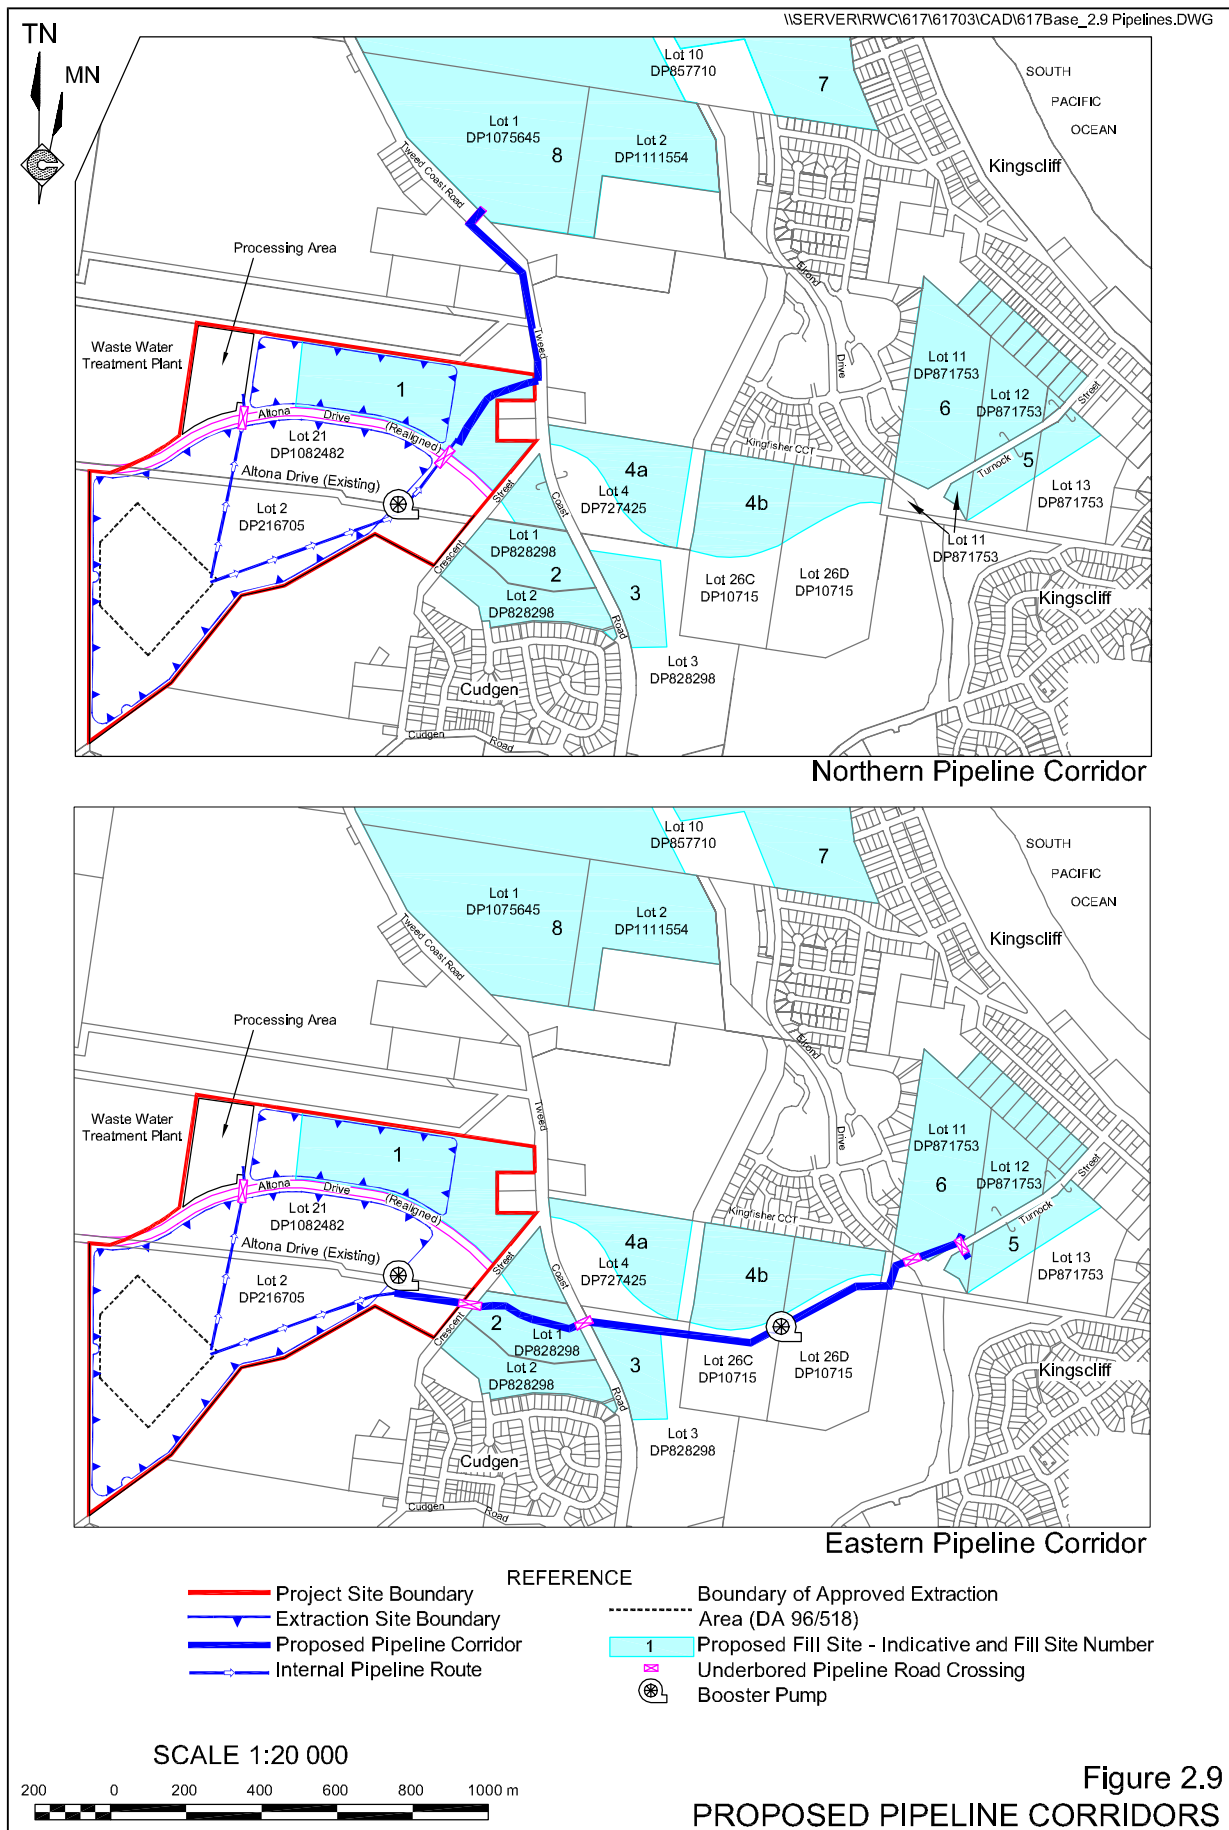 \\SERVER\RWC\617\61703\CAD\617Base_2.9 Pipelines.DWG
TN
MN
Lot 10
DP857710
7
SOUTH
PACIFIC
OCEAN
Lot 1
DP1075645
8
Lot 2
DP1111554
Kingscliff
Tweed Coast Road
Processing Area
Elrond
Drive
Tweed
Waste Water
Treatment Plant
1
Lot 11
DP871753
Lot 12
DP871753
6
Street
Altona Drive (Realigned)
Lot 21
DP1082482
Kingfisher CCT
Turnock
5
4a
Lot 4
DP727425
4b
Altona Drive (Existing)
Lot 13
DP871753
Street
Coast
Lot 2
DP216705
Lot 1
DP828298
Lot 11
DP871753
Crescent
2
Lot 26C
DP10715
Lot 26D
DP10715
Lot 2
DP828298
3
Kingscliff
Road
Lot 3
DP828298
Cudgen
Cudgen Road
Northern Pipeline Corridor
Lot 10
DP857710
7
SOUTH
PACIFIC
OCEAN
Lot 1
DP1075645
8
Lot 2
DP1111554
Kingscliff
Tweed Coast Road
Processing Area
Elrond
Drive
Tweed
Waste Water
Treatment Plant
1
Lot 11
DP871753
Lot 12
DP871753
6
Street
Altona Drive (Realigned)
Lot 21
DP1082482
Kingfisher CCT
Turnock
5
4a
Lot 4
DP727425
4b
Altona Drive (Existing)
Lot 13
DP871753
Street
Coast
Lot 2
DP216705
2
Lot 1
DP828298
Crescent
Lot 26C
DP10715
Lot 26D
DP10715
Lot 2
DP828298
3
Kingscliff
Road
Lot 3
DP828298
Cudgen
Cudgen Road
Eastern Pipeline Corridor
REFERENCE
Project Site Boundary
Extraction Site Boundary
Proposed Pipeline Corridor
Internal Pipeline Route
Boundary of Approved Extraction
Area (DA 96/518)
1 Proposed Fill Site - Indicative and Fill Site Number
Underbored Pipeline Road Crossing
Booster Pump
SCALE 1:20 000
200 0 200 400 600 800 1000 m
Figure 2.9
PROPOSED PIPELINE CORRIDORS